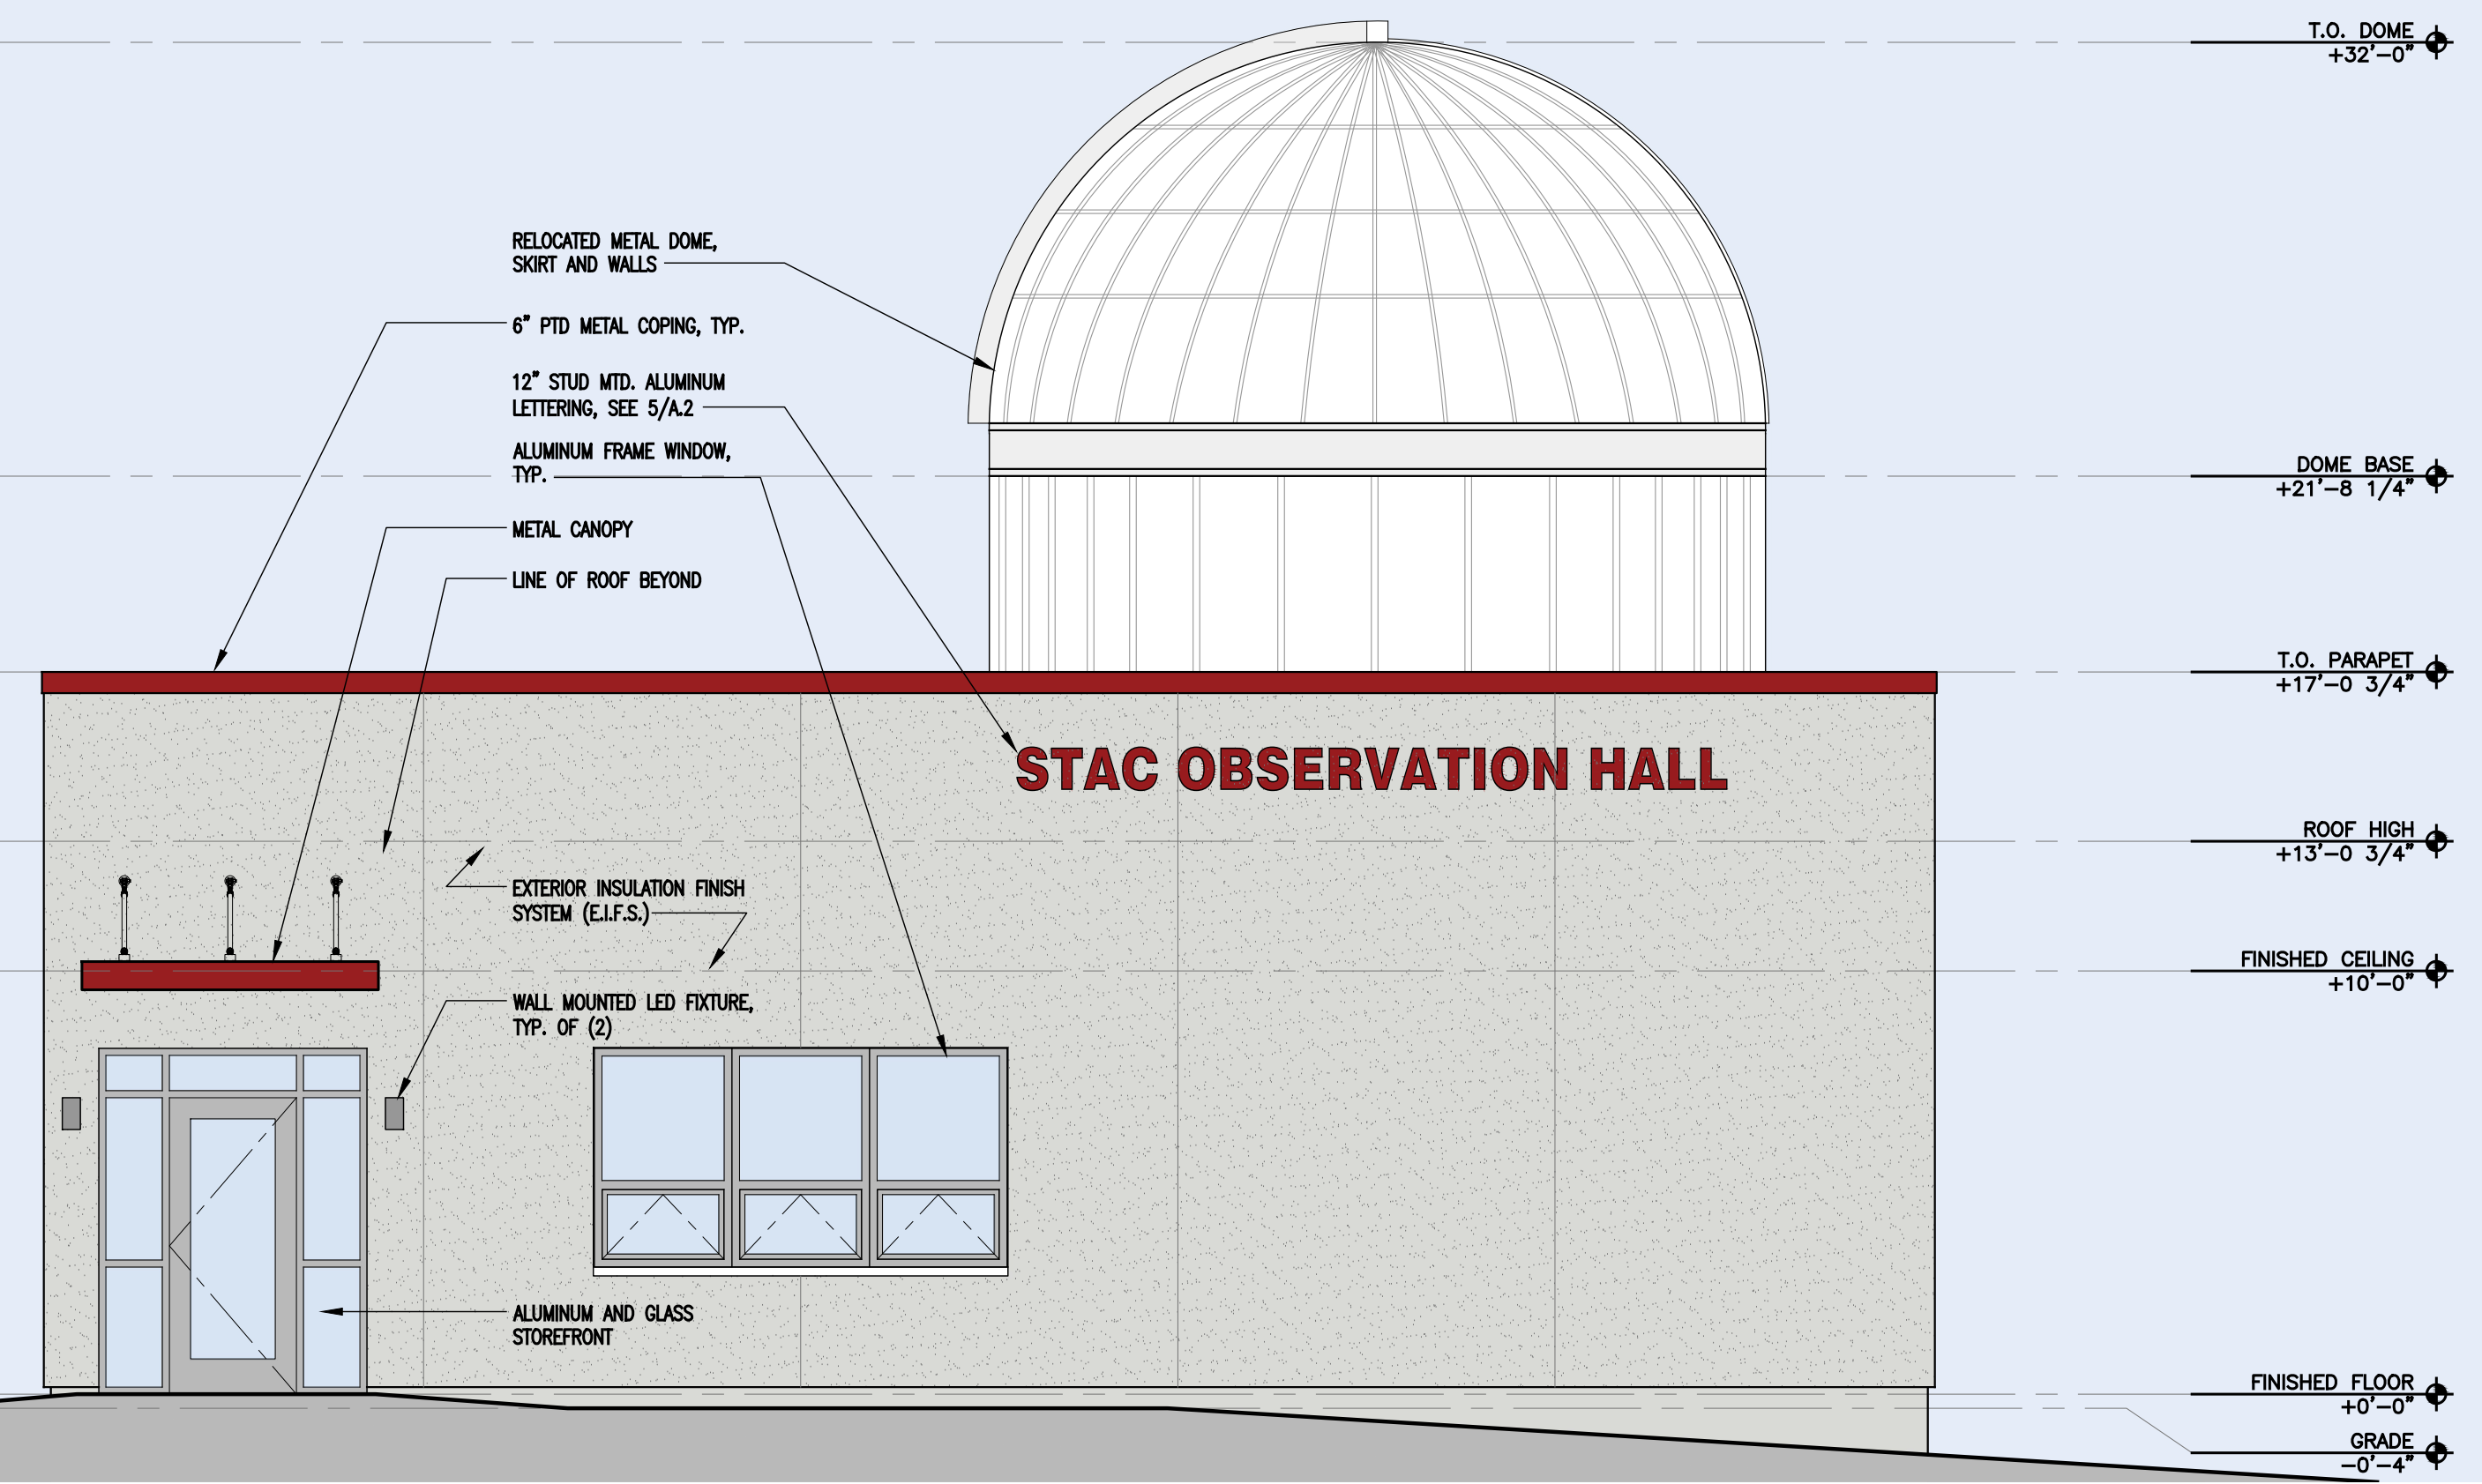 T.O. DOME
+32'-0"
RELOCATED METAL DOME,
SKIRT AND WALLS
6" PTD METAL COPING, TYP.
12" STUD MTD. ALUMINUM
LETTERING, SEE 5/A.2
ALUMINUM FRAME WINDOW,
TYP.
DOME BASE
+21'-8 1/4"
METAL CANOPY
LINE OF ROOF BEYOND
T.O. PARAPET
+17'-0 3/4"
STAC OBSERVATION HALL
ROOF HIGH
+13'-0 3/4"
EXTERIOR INSULATION FINISH
SYSTEM (E.I.F.S.)
FINISHED CEILING
+10'-0"
WALL MOUNTED LED FIXTURE,
TYP. OF (2)
ALUMINUM AND GLASS
STOREFRONT
FINISHED FLOOR
+0'-0"
GRADE
-0'-4"